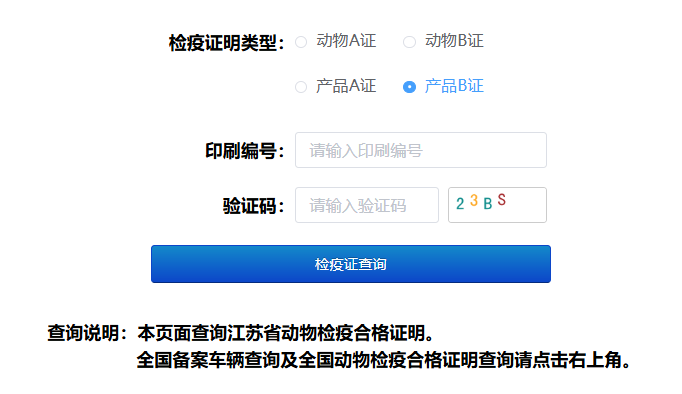 检疫证明类型： 动物A证 动物B证
产品A证 产品B证
印刷编号： 请输入印刷编号
验证码： 请输入验证码 23BS
检疫证查询
查询说明：本页面查询江苏省动物检疫合格证明。
全国备案车辆查询及全国动物检疫合格证明查询请点击右上角。